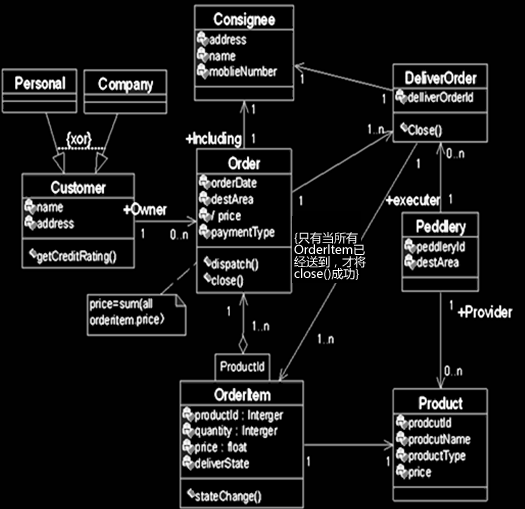 Consignee
address
name
moblieNumber
Personal
Company
{xor}
DeliverOrder
delliverOrderId
Close()
1
1
1
1
+Including
1..n
0..n
Order
orderDate
destArea
/ price
paymentType
dispatch()
close()
Customer
name
address
getCreditRating()
+Owner
1
0..n
1
1
+executer
1
Peddlery
peddleryId
destArea
{只有当所有
OrderItem已
经送到，才将
close()成功}
price=sum(all
orderitem.price)
1
1..n
1..n
1
+Provider
0..n
ProductId
OrderItem
productId : Interger
quantity : Interger
price : float
deliverState
stateChange()
1
1
Product
prodcutId
prodcutName
productType
price